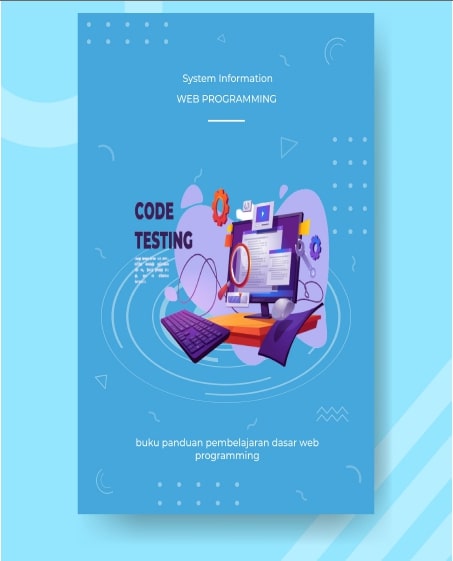 System Information
WEB PROGRAMMING
CODE
TESTING
buku panduan pembelajaran dasar web
programming